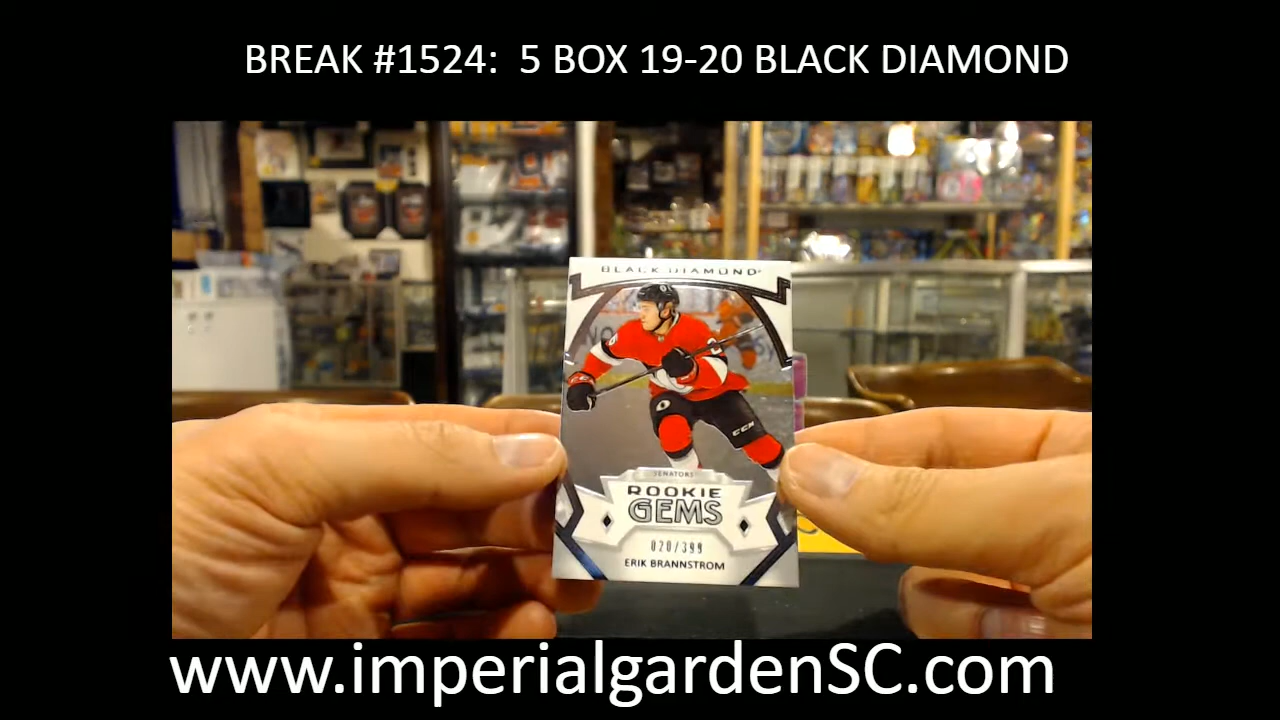 BREAK #1524:  5 BOX 19-20 BLACK DIAMOND
BLACK DIAMOND
SENATORS
ROOKIE
GEMS
020/399
ERIK BRANNSTROM
CCM
www.imperialgardenSC.com